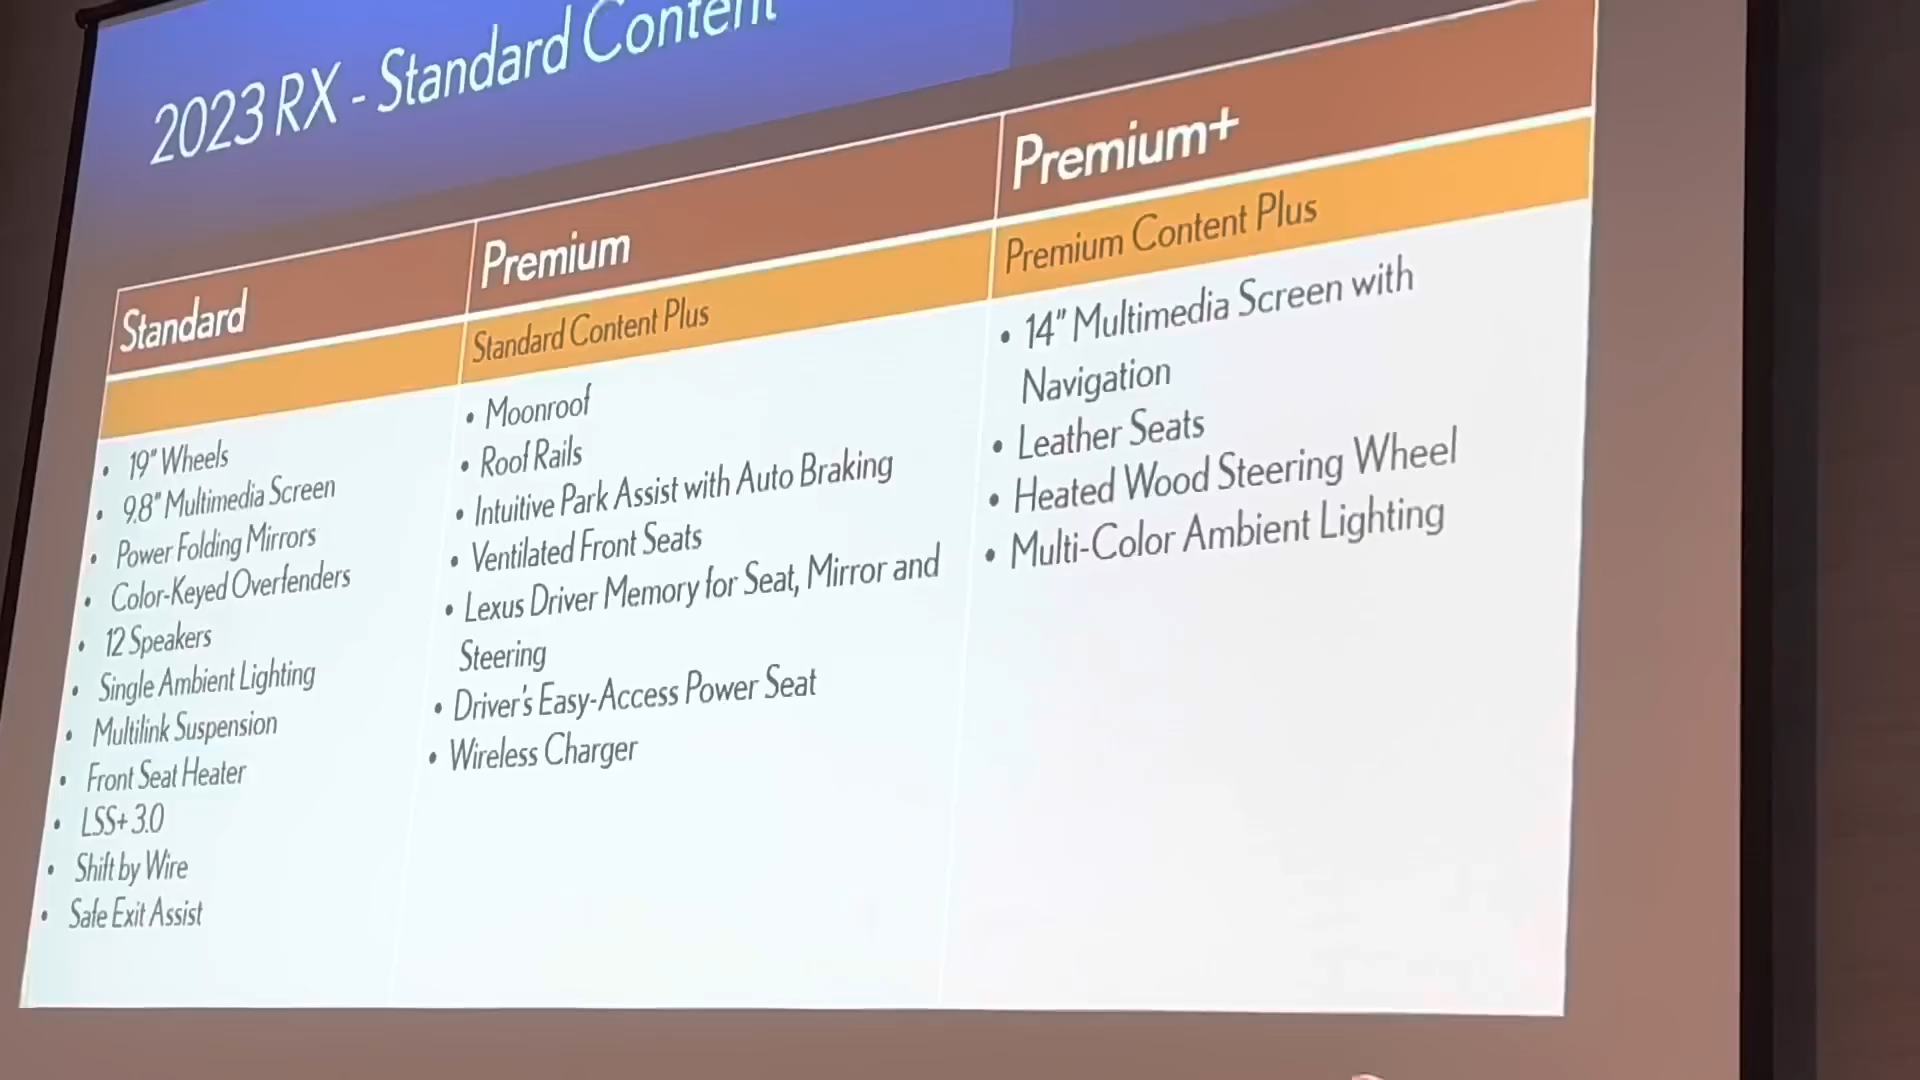 2023 RX - Standard Content
Standard
Premium
Premium+
Standard Content Plus
Premium Content Plus
• 19" Wheels
• 9.8" Multimedia Screen
• Power Folding Mirrors
• Color-Keyed Overfenders
• 12 Speakers
• Single Ambient Lighting
• Multilink Suspension
• Front Seat Heater
• LSS+ 3.0
• Shift by Wire
• Safe Exit Assist
• Moonroof
• Roof Rails
• Intuitive Park Assist with Auto Braking
• Ventilated Front Seats
• Lexus Driver Memory for Seat, Mirror and
Steering
• Driver's Easy-Access Power Seat
• Wireless Charger
• 14" Multimedia Screen with
Navigation
• Leather Seats
• Heated Wood Steering Wheel
• Multi-Color Ambient Lighting